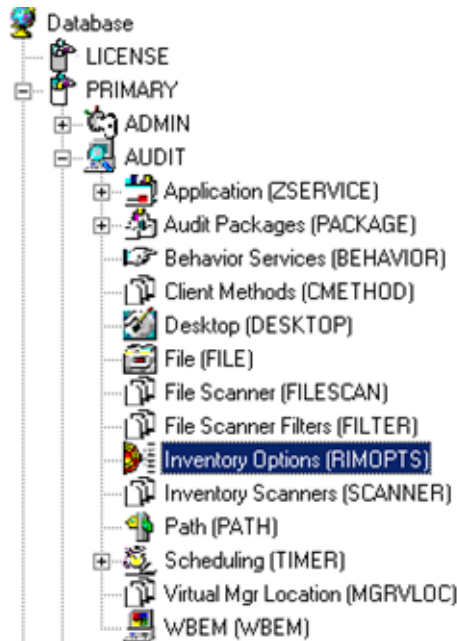 Database
LICENSE
PRIMARY
ADMIN
AUDIT
Application (ZSERVICE)
Audit Packages (PACKAGE)
Behavior Services (BEHAVIOR)
Client Methods (CMETHOD)
Desktop (DESKTOP)
File (FILE)
File Scanner (FILESCAN)
File Scanner Filters (FILTER)
Inventory Options (RIMOPTS)
Inventory Scanners (SCANNER)
Path (PATH)
Scheduling (TIMER)
Virtual Mgr Location (MGRVLOC)
WBEM (WBEM)